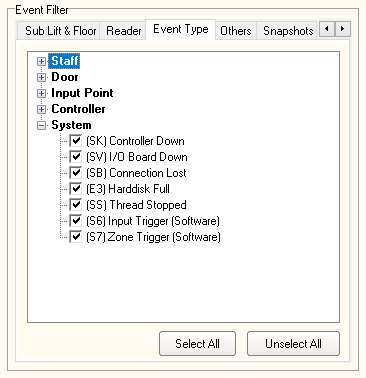 Event Filter
Sub Lift & Floor Reader Event Type Others Snapshots
Staff
Door
Input Point
Controller
System
(SK) Controller Down
(SV) I/O Board Down
(SB) Connection Lost
(E3) Harddisk Full
(SS) Thread Stopped
(S6) Input Trigger (Software)
(S7) Zone Trigger (Software)
Select All Unselect All